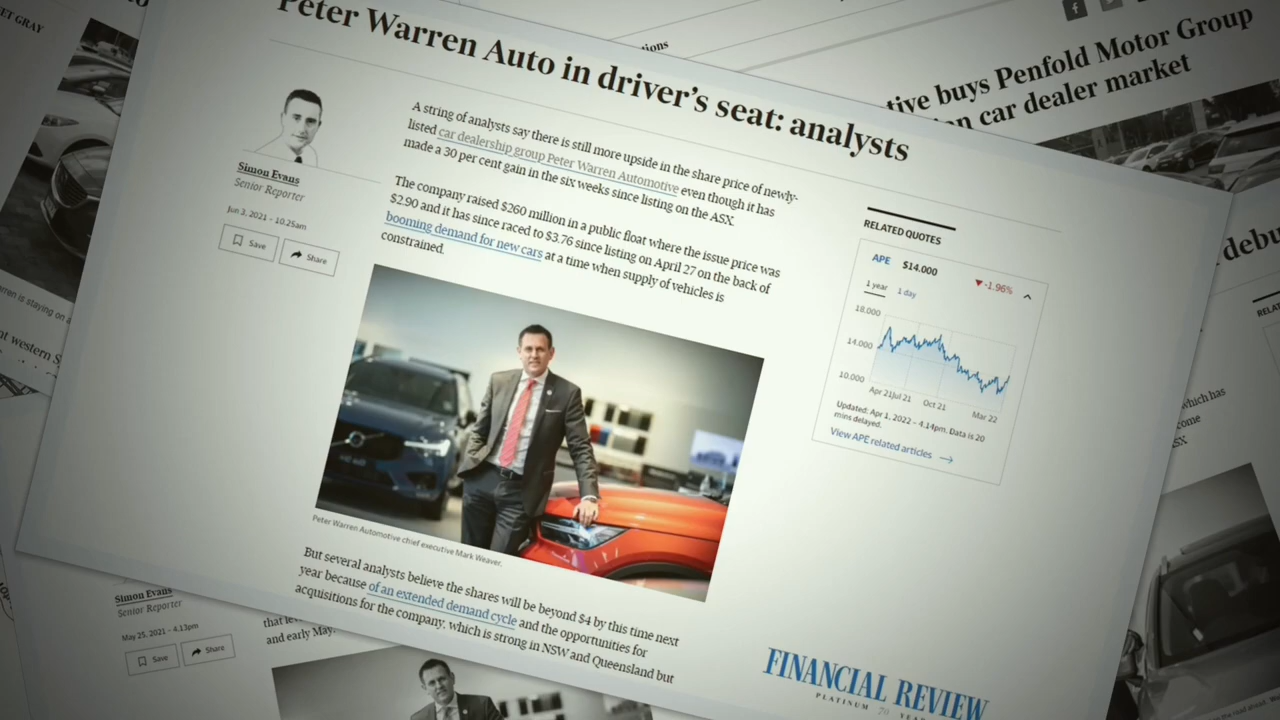 Peter Warren Auto in driver's seat: analysts
Simon Evans
Senior Reporter
Jun 3, 2021 – 10.25am
Save
Share
A string of analysts say there is still more upside in the share price of newly-
listed car dealership group Peter Warren Automotive even though it has
made a 30 per cent gain in the six weeks since listing on the ASX.
The company raised $260 million in a public float where the issue price was
$2.90 and it has since raced to $3.76 since listing on April 27 on the back of
booming demand for new cars at a time when supply of vehicles is
constrained.
Peter Warren Automotive chief executive Mark Weaver.
But several analysts believe the shares will be beyond $4 by this time next
year because of an extended demand cycle and the opportunities for
acquisitions for the company, which is strong in NSW and Queensland but
RELATED QUOTES
APE $14.000 -1.96%
1 year 1 day
18.000
14.000
10.000
Apr 21 Jul 21 Oct 21 Mar 22
Updated: Apr 1, 2022 – 4.14pm. Data is 20
mins delayed.
View APE related articles
FINANCIAL REVIEW
PLATINUM 70
buys Penfold Motor Group
car dealer market
GRAY
is staying on
western
Simon Evans
Senior Reporter
May 25, 2021 – 4.13pm
Save
Share
and early May.
which has